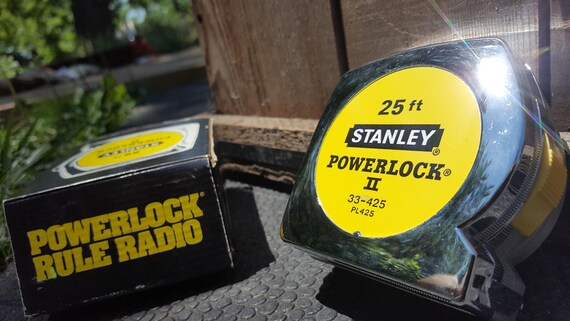 25 ft
STANLEY®
POWERLOCK®
II
33-425
PL425
POWERLOCK®
RULE RADIO